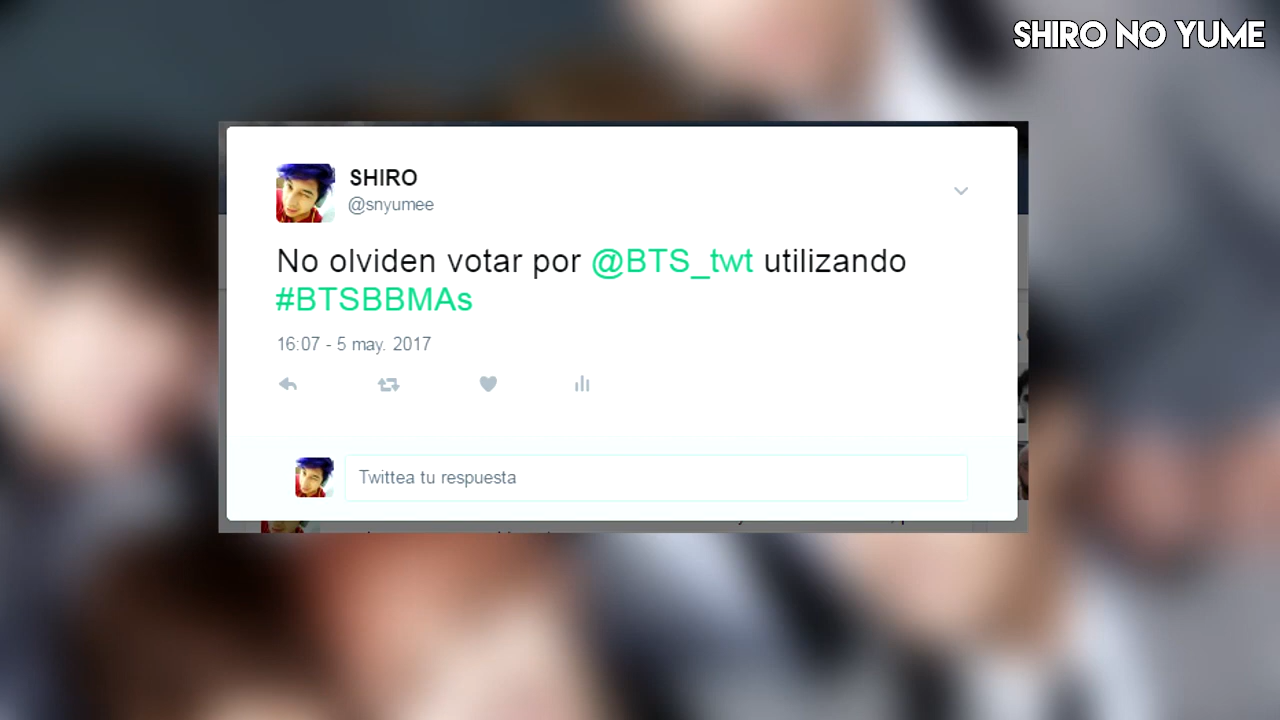 SHIRO NO YUME
SHIRO
@snyumee
No olviden votar por @BTS_twt utilizando
#BTSBBMAs
16:07 - 5 may. 2017
Twittea tu respuesta